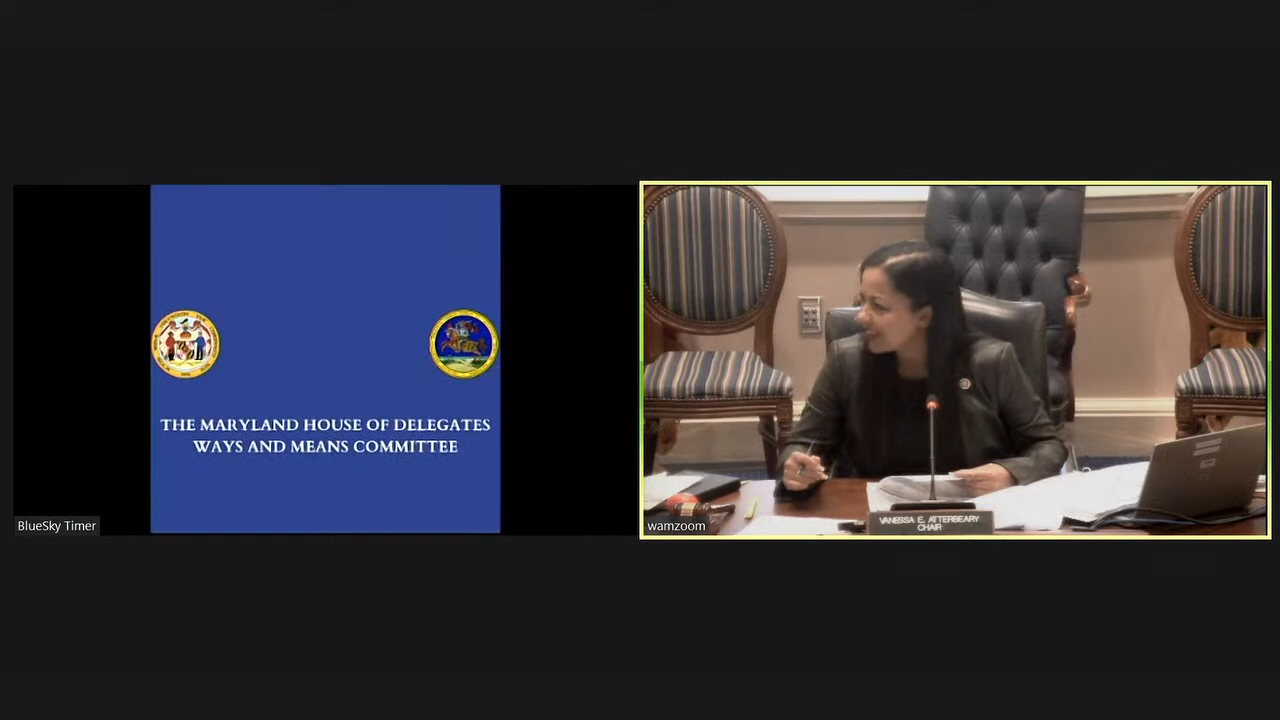 THE MARYLAND HOUSE OF DELEGATES
WAYS AND MEANS COMMITTEE
BlueSky Timer
wamzoom
VANESSA E. ATTERBEARY
CHAIR